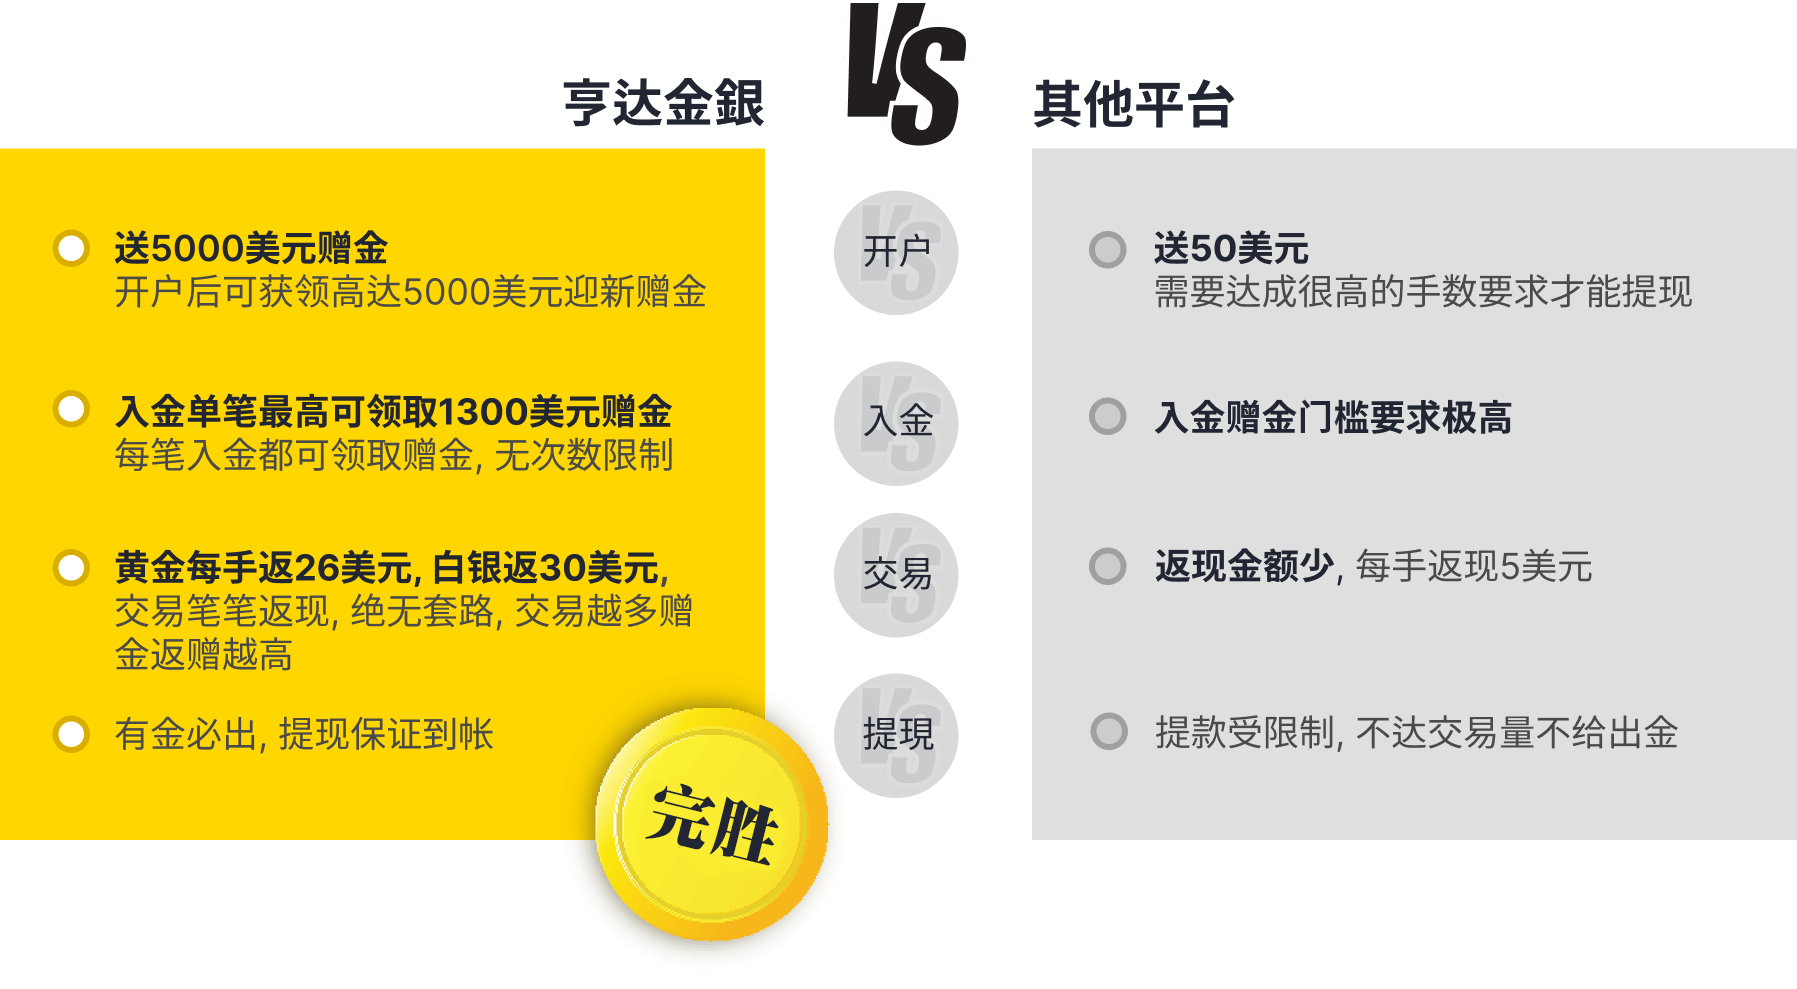 VS
亨达金銀
其他平台
送5000美元赠金
开户后可获领高达5000美元迎新赠金
开户
送50美元
需要达成很高的手数要求才能提现
入金单笔最高可领取1300美元赠金
每笔入金都可领取赠金, 无次数限制
入金
入金赠金门槛要求极高
黄金每手返26美元, 白银返30美元,
交易笔笔返现, 绝无套路, 交易越多赠
金返赠越高
交易
返现金额少, 每手返现5美元
有金必出, 提现保证到帐
提現
提款受限制, 不达交易量不给出金
完胜